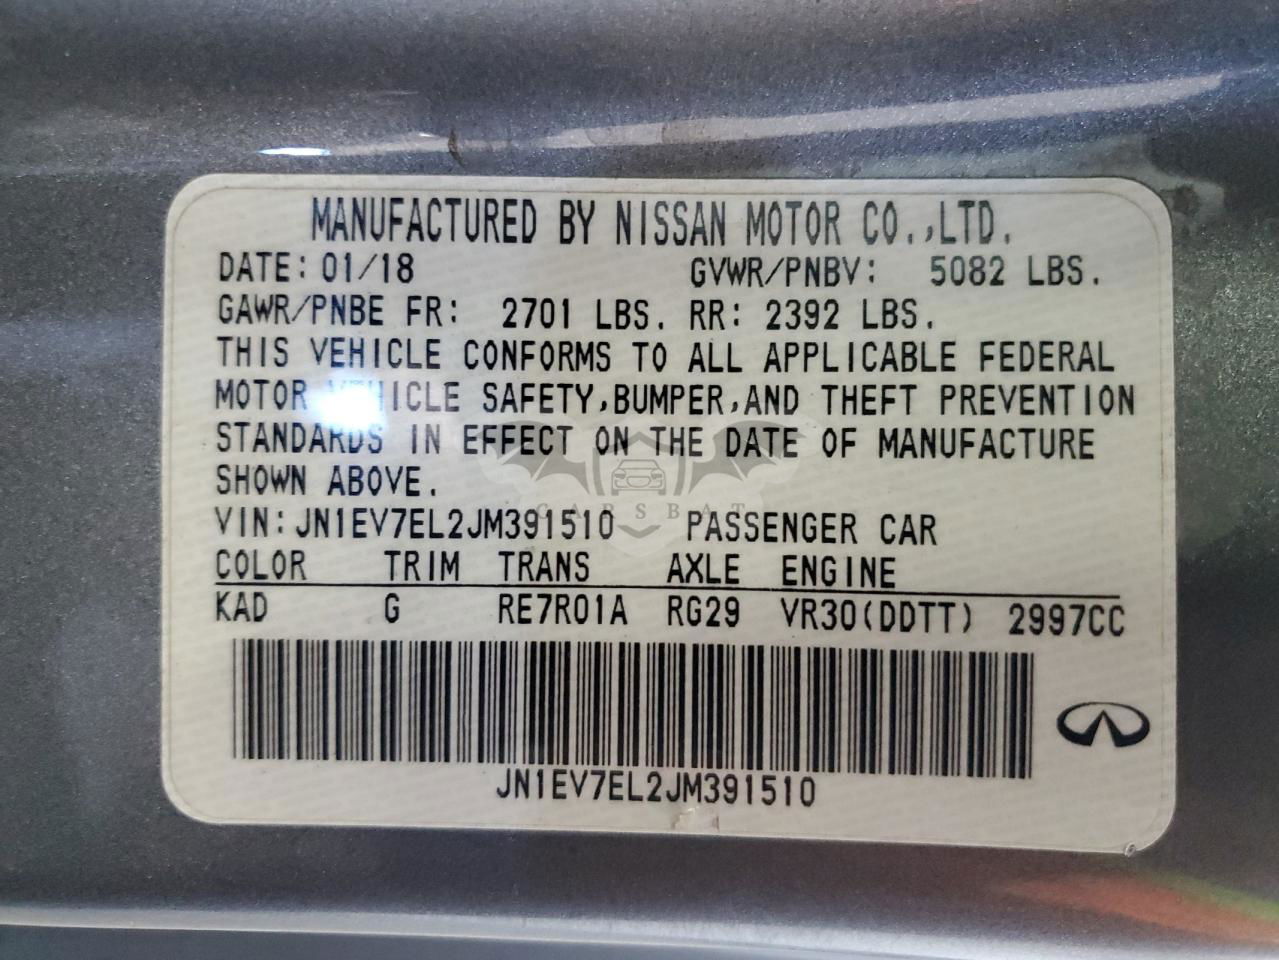 MANUFACTURED BY NISSAN MOTOR CO.,LTD.
DATE: 01/18 GVWR/PNBV: 5082 LBS.
GAWR/PNBE FR: 2701 LBS. RR: 2392 LBS.
THIS VEHICLE CONFORMS TO ALL APPLICABLE FEDERAL
MOTOR VEHICLE SAFETY,BUMPER,AND THEFT PREVENTION
STANDARDS IN EFFECT ON THE DATE OF MANUFACTURE
SHOWN ABOVE.
CARSBAT
VIN: JN1EV7EL2JM391510 PASSENGER CAR
COLOR TRIM TRANS AXLE ENGINE
KAD G RE7R01A RG29 VR30(DDTT) 2997CC
JN1EV7EL2JM391510